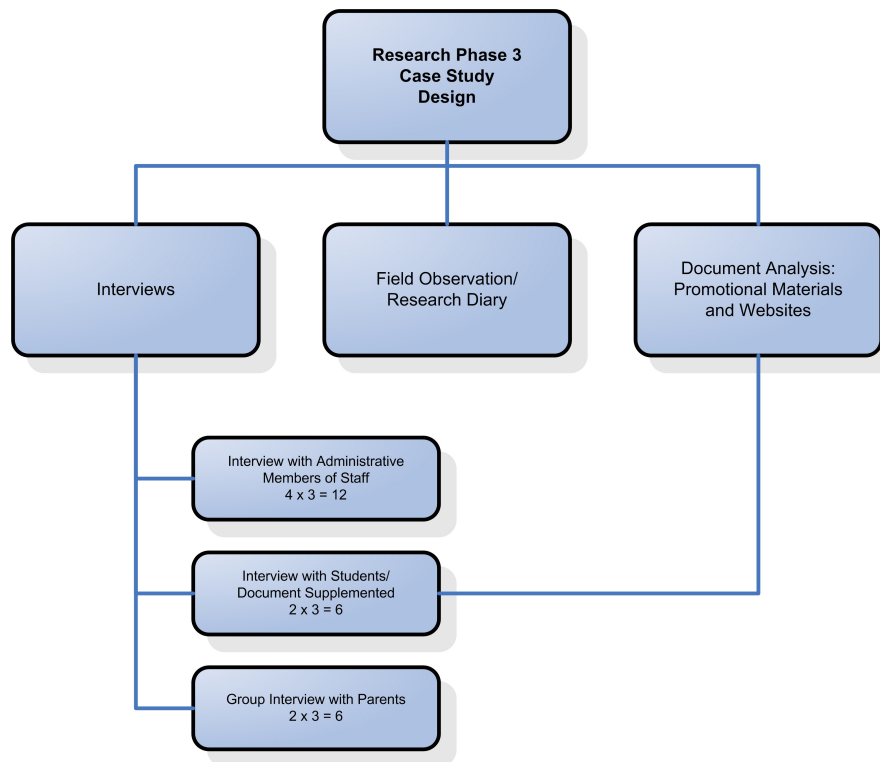 Research Phase 3
Case Study
Design
Interviews
Field Observation/
Research Diary
Document Analysis:
Promotional Materials
and Websites
Interview with Administrative
Members of Staff
4 x 3 = 12
Interview with Students/
Document Supplemented
2 x 3 = 6
Group Interview with Parents
2 x 3 = 6